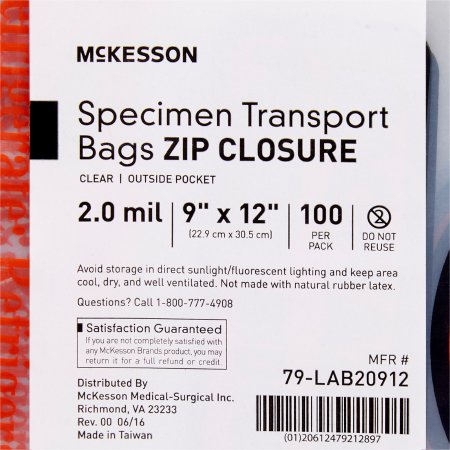 McKESSON
Specimen Transport
Bags ZIP CLOSURE
CLEAR | OUTSIDE POCKET
2.0 mil | 9" x 12" | 100
(22.9 cm x 30.5 cm)
PER
PACK
DO NOT
REUSE
Avoid storage in direct sunlight/fluorescent lighting and keep area
cool, dry, and well ventilated. Not made with natural rubber latex.
Questions? Call 1-800-777-4908
Satisfaction Guaranteed
If you are not completely satisfied with
any McKesson Brands product, you may
return it for a full refund or credit.
Distributed By
McKesson Medical-Surgical Inc.
Richmond, VA 23233
Rev. 00 06/16
Made in Taiwan
MFR #
79-LAB20912
(01)20612479212897